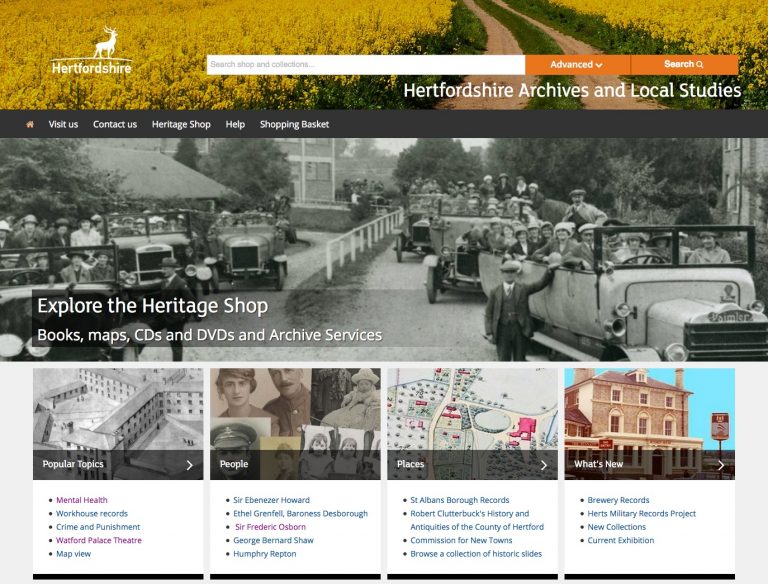 Hertfordshire
Search shop and collections...
Advanced
Search
Hertfordshire Archives and Local Studies
Visit us
Contact us
Heritage Shop
Help
Shopping Basket
Daimler
Explore the Heritage Shop
Books, maps, CDs and DVDs and Archive Services
Popular Topics
Mental Health
Workhouse records
Crime and Punishment
Watford Palace Theatre
Map view
People
Sir Ebenezer Howard
Ethel Grenfell, Baroness Desborough
Sir Frederic Osborn
George Bernard Shaw
Humphry Repton
Places
St Albans Borough Records
Robert Clutterbuck's History and
Antiquities of the County of Hertford
Commission for New Towns
Browse a collection of historic slides
What's New
Brewery Records
Herts Military Records Project
New Collections
Current Exhibition